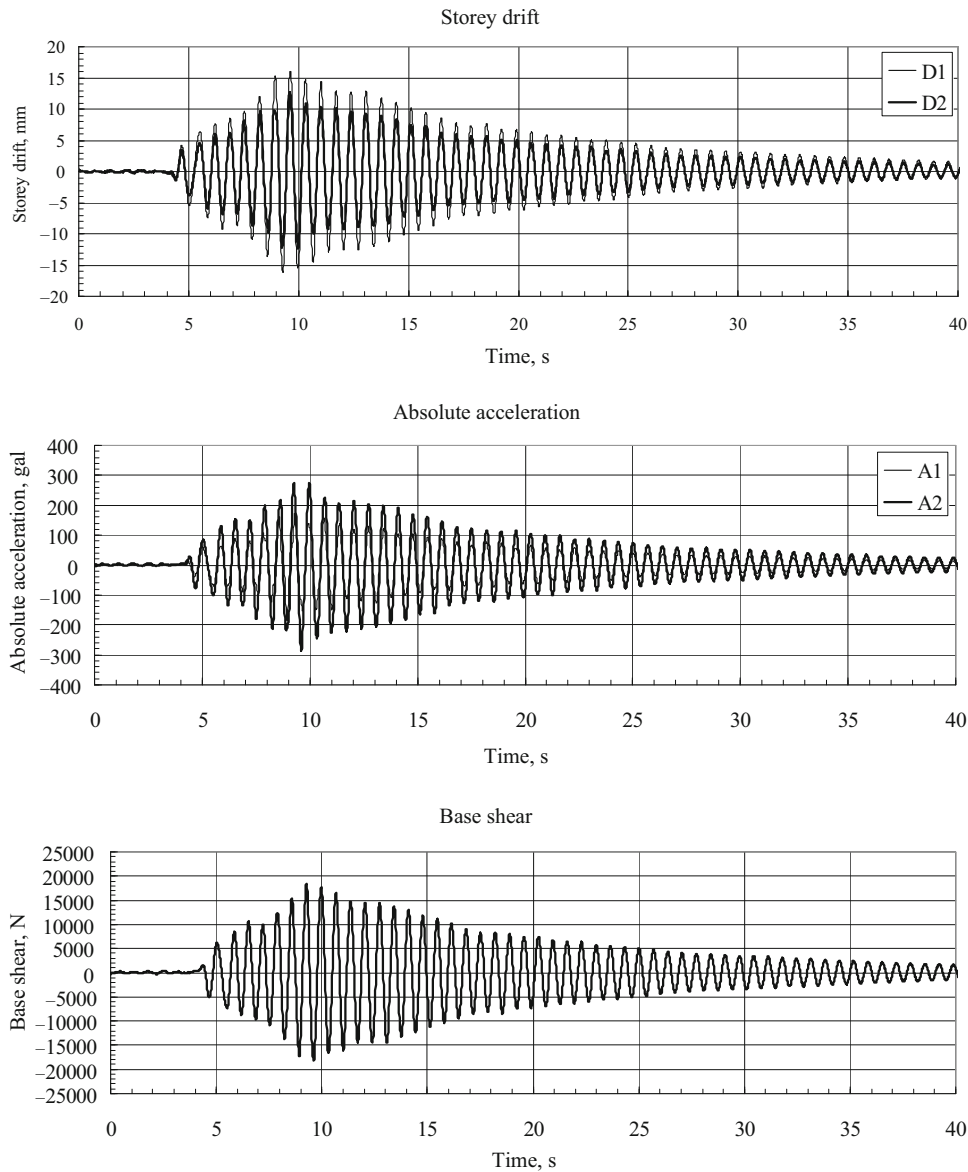 Storey drift
Storey drift, mm
20
15
10
5
0
–5
–10
–15
–20
D1
D2
0 5 10 15 20 25 30 35 40
Time, s
Absolute acceleration
Absolute acceleration, gal
400
300
200
100
0
–100
–200
–300
–400
A1
A2
0 5 10 15 20 25 30 35 40
Time, s
Base shear
Base shear, N
25000
20000
15000
10000
5000
0
–5000
–10000
–15000
–20000
–25000
0 5 10 15 20 25 30 35 40
Time, s